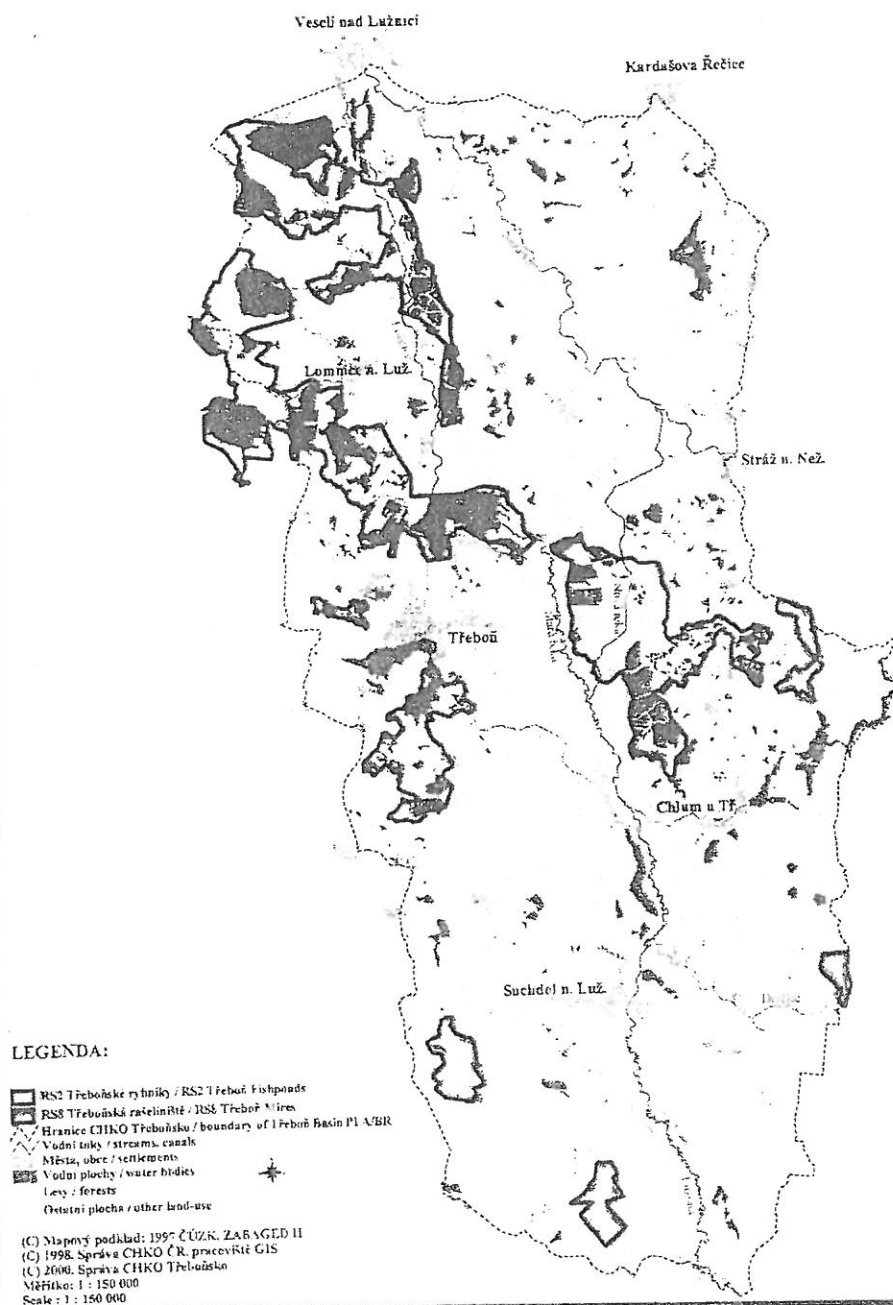 Veselí nad Lužnicí
Kardašova Řečice
Lomnice n. Luž.
Stráž n. Než.
Třeboň
Chlum u Tř.
Suchdol n. Luž.
LEGENDA:
RS2 Třeboňské rybníky / RS2 Třeboň Fishponds
RS8 Třeboňská rašeliniště / RS8 Třeboň Mires
Hranice CHKO Třeboňsko / boundary of Třeboň Basin PLA/BR
Vodní toky / streams, canals
Města, obce / settlements
Vodní plochy / water bodies
Lesy / forests
Ostatní plocha / other land-use
(C) Mapový podklad: 1997 ČÚZK, ZABAGED II
(C) 1998, Správa CHKO ČR, pracoviště GIS
(C) 2000, Správa CHKO Třeboňsko
Měřítko: 1 : 150 000
Scale : 1 : 150 000